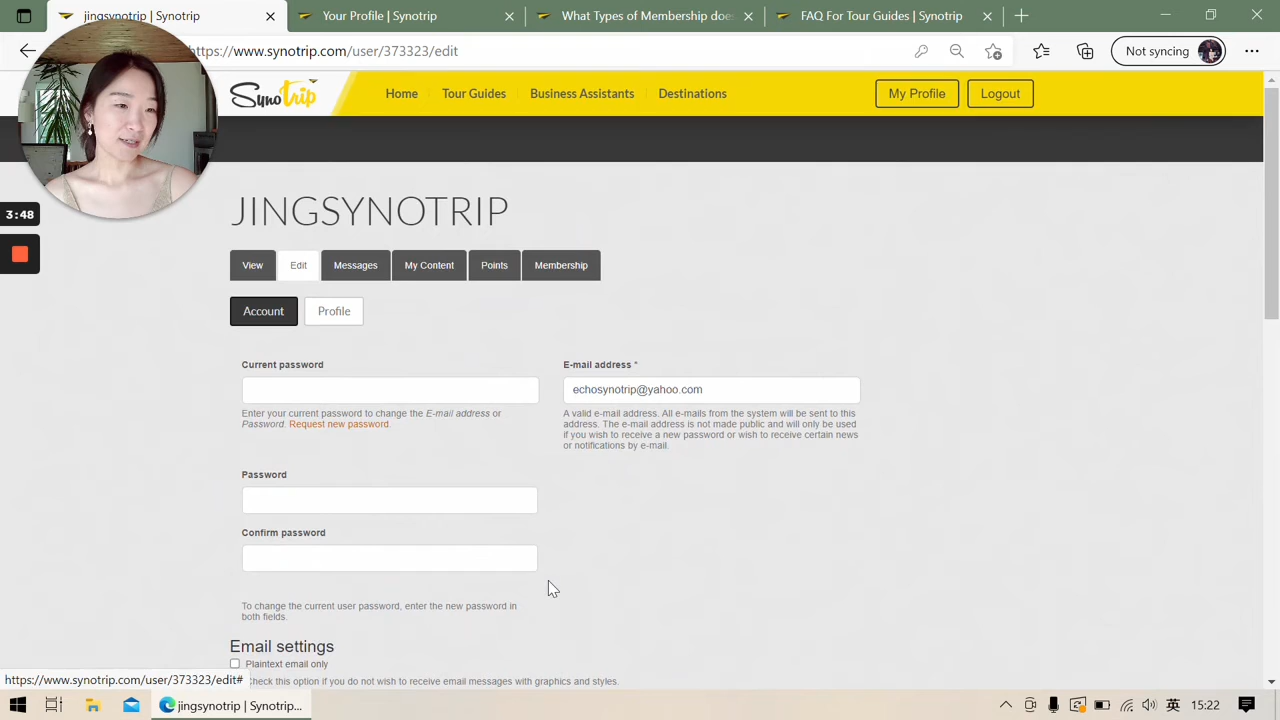 jingsynotrip | Synotrip
Your Profile | Synotrip
What Types of Membership doe
FAQ For Tour Guides | Synotrip
https://www.synotrip.com/user/373323/edit
Not syncing
Synotrip
Home
Tour Guides
Business Assistants
Destinations
My Profile
Logout
3:48
JINGSYNOTRIP
View
Edit
Messages
My Content
Points
Membership
Account
Profile
Current password
Enter your current password to change the E-mail address or
Password. Request new password.
E-mail address *
echosynotrip@yahoo.com
A valid e-mail address. All e-mails from the system will be sent to this
address. The e-mail address is not made public and will only be used
if you wish to receive a new password or wish to receive certain news
or notifications by e-mail.
Password
Confirm password
To change the current user password, enter the new password in
both fields.
Email settings
Plaintext email only
Check this option if you do not wish to receive email messages with graphics and styles.
https://www.synotrip.com/user/373323/edit#
jingsynotrip | Synotrip...
英
15:22